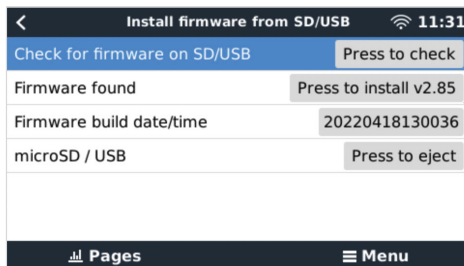 Install firmware from SD/USB 11:31
Check for firmware on SD/USB Press to check
Firmware found Press to install v2.85
Firmware build date/time 20220418130036
microSD / USB Press to eject
Pages Menu